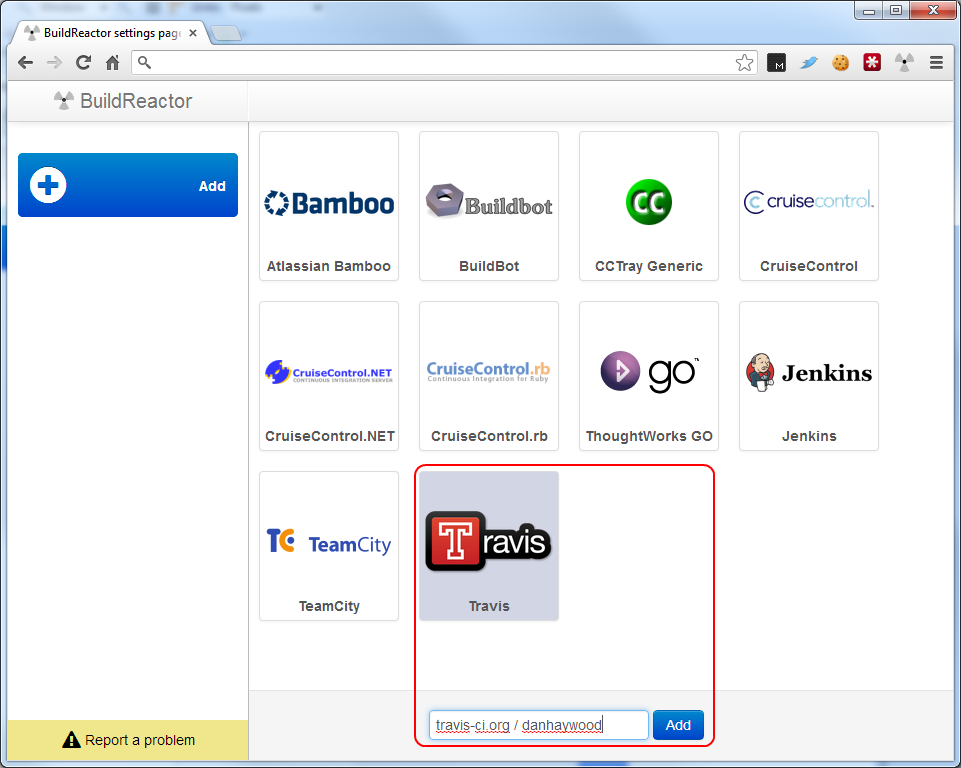 BuildReactor settings pag
BuildReactor
Add
Bamboo
Atlassian Bamboo
Buildbot
BuildBot
CC
CCTray Generic
cruisecontrol.
CruiseControl
CruiseControl.NET
CONTINUOUS INTEGRATION SERVER
CruiseControl.NET
CruiseControl.rb
Continuous Integration for Ruby
CruiseControl.rb
go™
ThoughtWorks GO
Jenkins
Jenkins
TC TeamCity
TeamCity
Travis
Travis
travis-ci.org / danhaywood
Add
Report a problem